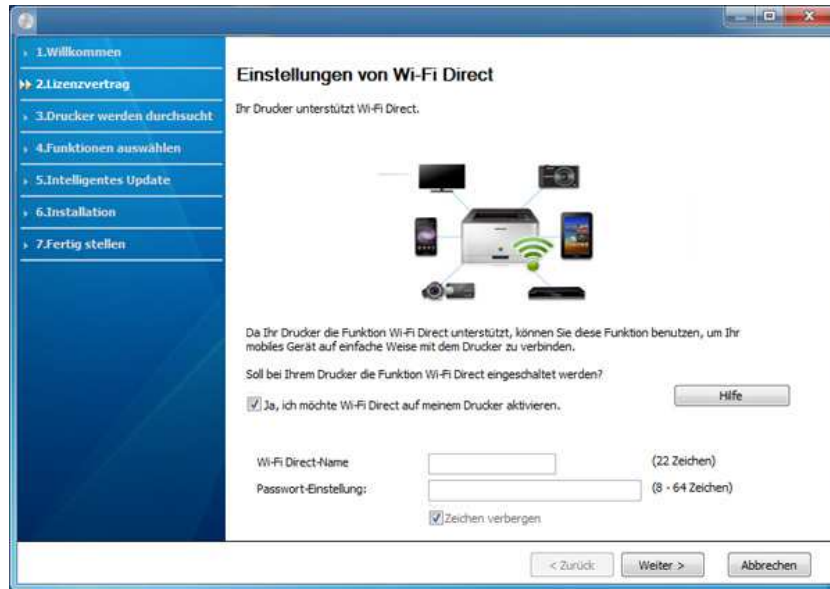 1.Willkommen
2.Lizenzvertrag
3.Drucker werden durchsucht
4.Funktionen auswählen
5.Intelligentes Update
6.Installation
7.Fertig stellen
Einstellungen von Wi-Fi Direct
Ihr Drucker unterstützt Wi-Fi Direct.
Da Ihr Drucker die Funktion Wi-Fi Direct unterstützt, können Sie diese Funktion benutzen, um Ihr
mobiles Gerät auf einfache Weise mit dem Drucker zu verbinden.
Soll bei Ihrem Drucker die Funktion Wi-Fi Direct eingeschaltet werden?
Hilfe
Ja, ich möchte Wi-Fi Direct auf meinem Drucker aktivieren.
Wi-Fi Direct-Name (22 Zeichen)
Passwort-Einstellung: (8 - 64 Zeichen)
Zeichen verbergen
< Zurück Weiter > Abbrechen